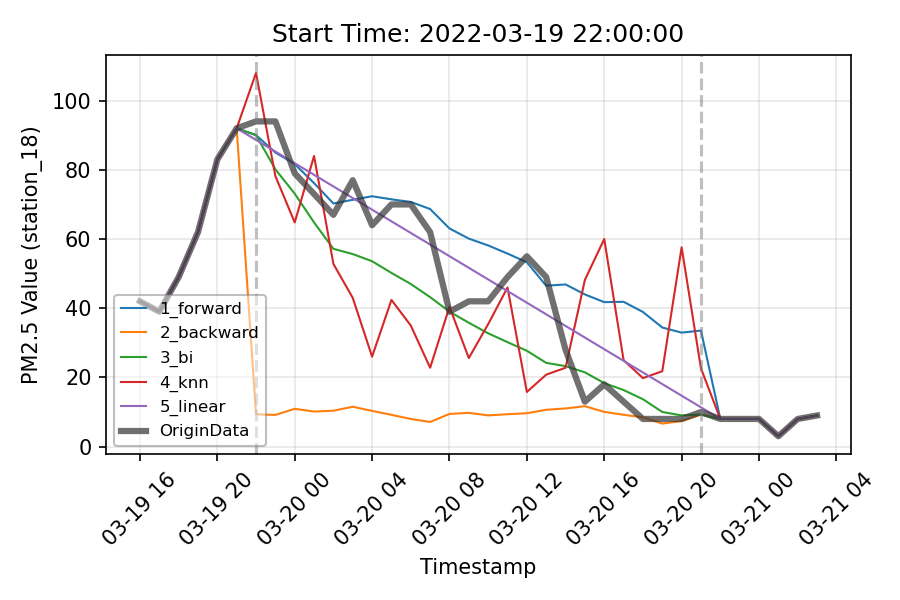 Start Time: 2022-03-19 22:00:00
PM2.5 Value (station_18)
100
80
60
40
20
0
1_forward
2_backward
3_bi
4_knn
5_linear
OriginData
03-19 16
03-19 20
03-20 00
03-20 04
03-20 08
03-20 12
03-20 16
03-20 20
03-21 00
03-21 04
Timestamp